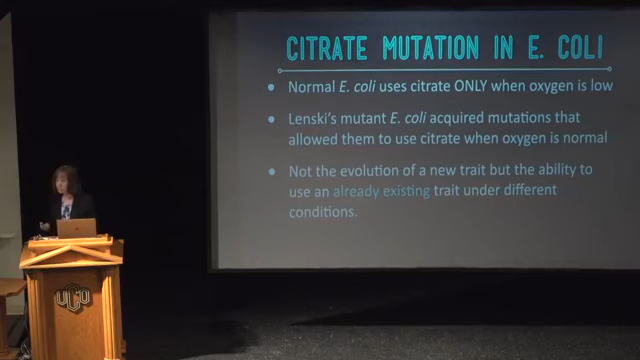 CITRATE MUTATION IN E. COLI
• Normal E. coli uses citrate ONLY when oxygen is low
• Lenski's mutant E. coli acquired mutations that
allowed them to use citrate when oxygen is normal
• Not the evolution of a new trait but the ability to
use an already existing trait under different
conditions.
UGO